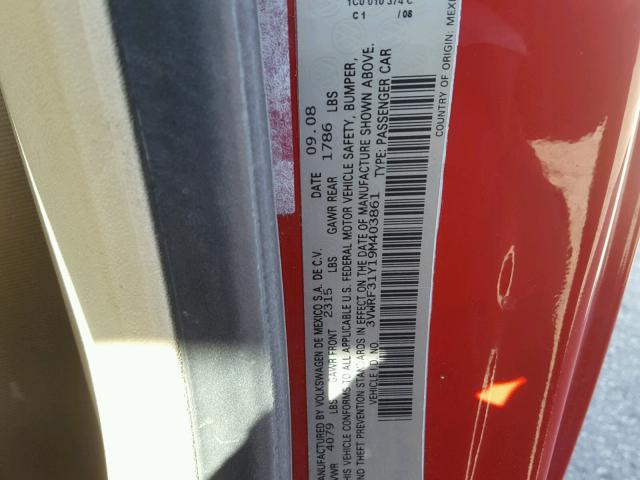 MANUFACTURED BY VOLKSWAGEN DE MEXICO S.A. DE C.V. DATE 09.08
GVWR 4079 LBS GAWR FRONT 2315 LBS GAWR REAR 1786 LBS
THIS VEHICLE CONFORMS TO ALL APPLICABLE U.S. FEDERAL MOTOR VEHICLE SAFETY, BUMPER,
AND THEFT PREVENTION STANDARDS IN EFFECT ON THE DATE OF MANUFACTURE SHOWN ABOVE.
VEHICLE I.D. NO. 3VWRF31Y19M403861 TYPE: PASSENGER CAR
COUNTRY OF ORIGIN: MEXI
1C0 010 374 C
C 1 / 08